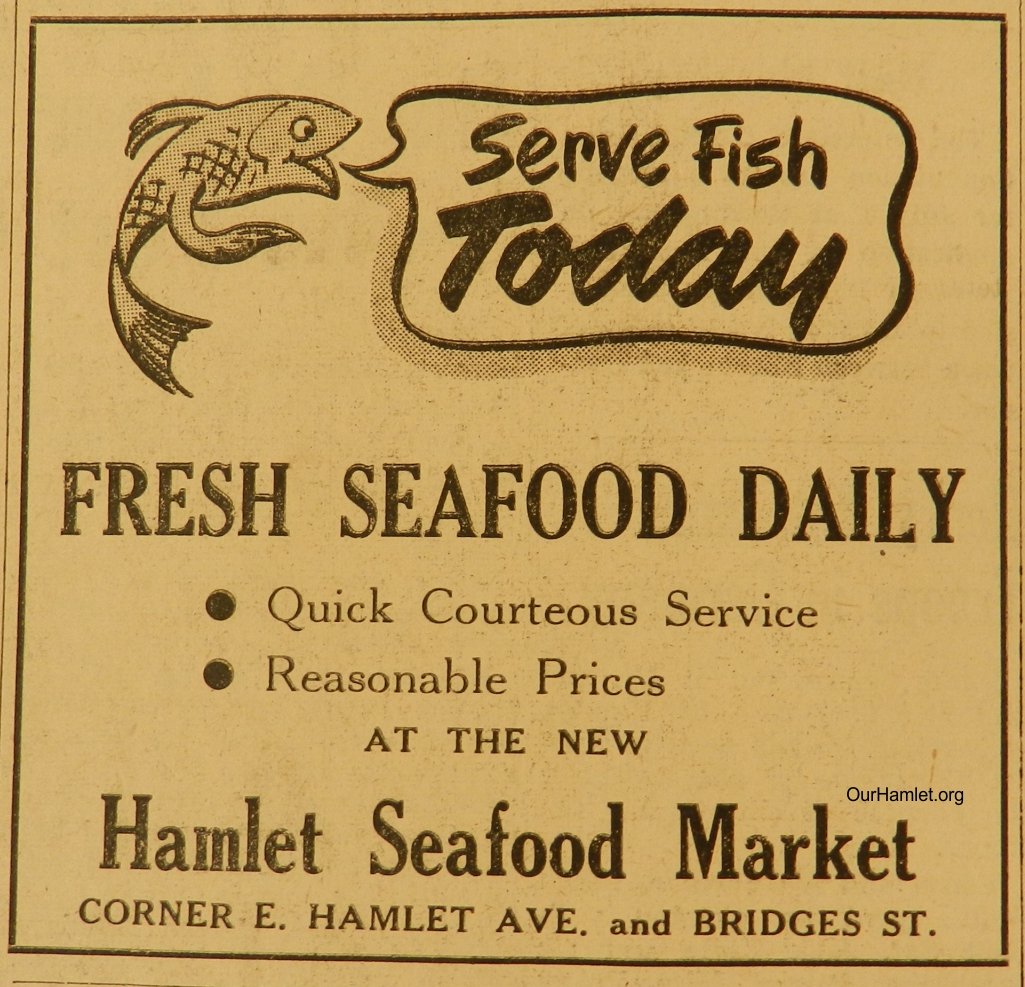 Serve Fish
Today
FRESH SEAFOOD DAILY
• Quick Courteous Service
• Reasonable Prices
AT THE NEW
OurHamlet.org
Hamlet Seafood Market
CORNER E. HAMLET AVE. and BRIDGES ST.